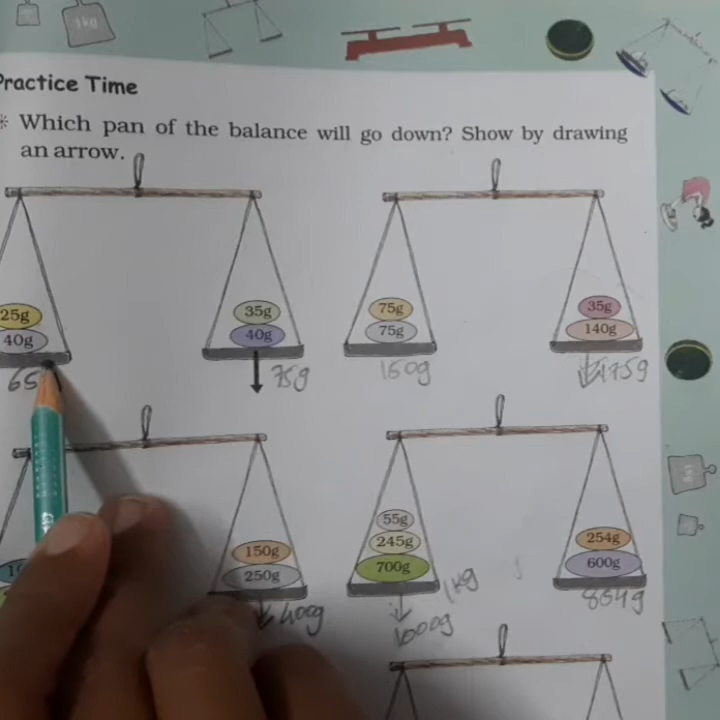 1kg
Practice Time
* Which pan of the balance will go down? Show by drawing
an arrow.
25g 35g 75g 35g
40g 40g 75g 140g
65 75g 150g 175g
55g
150g 245g 254g
250g 700g 600g
400g 1kg 854g
1000g